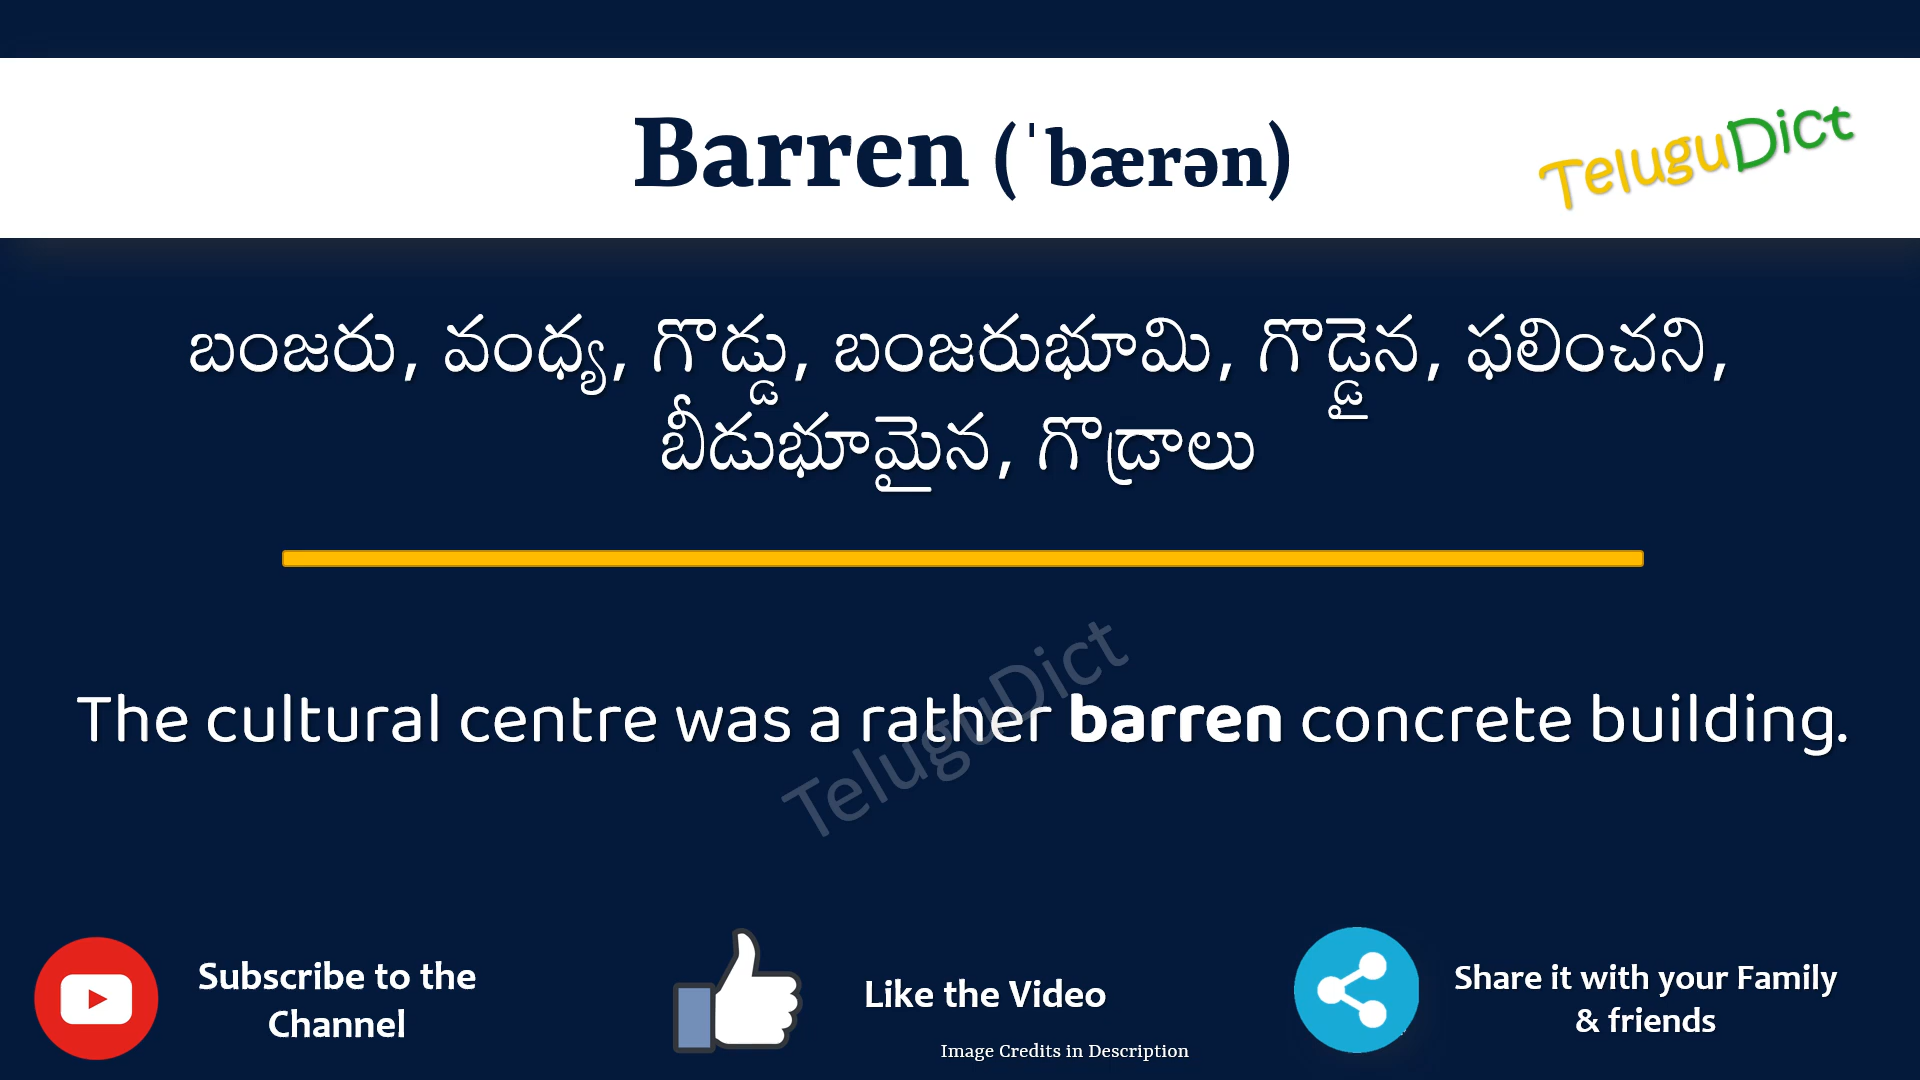 Barren (ˈbærən)
TeluguDict
బంజరు, వంధ్య, గొడ్డు, బంజరుభూమి, గొడ్డైన, ఫలించని,
బీడుభూమైన, గొడ్రాలు
The cultural centre was a rather barren concrete building.
TeluguDict
Subscribe to the
Channel
Like the Video
Share it with your Family
& friends
Image Credits in Description